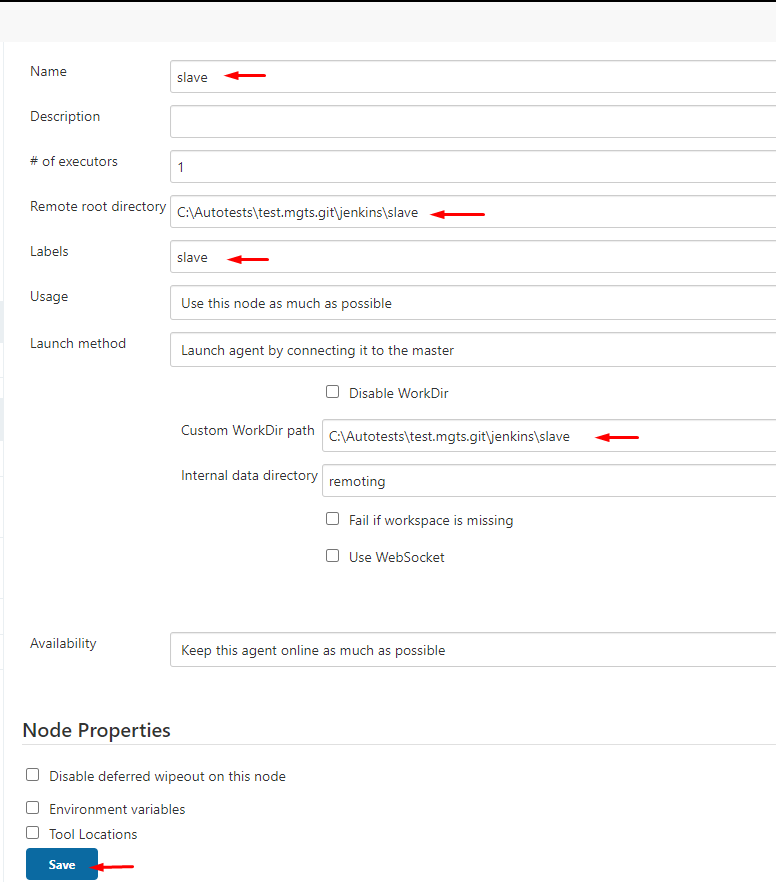 Name
slave
Description
# of executors
1
Remote root directory
C:\Autotests\test.mgts.git\jenkins\slave
Labels
slave
Usage
Use this node as much as possible
Launch method
Launch agent by connecting it to the master
Disable WorkDir
Custom WorkDir path
C:\Autotests\test.mgts.git\jenkins\slave
Internal data directory
remoting
Fail if workspace is missing
Use WebSocket
Availability
Keep this agent online as much as possible
Node Properties
Disable deferred wipeout on this node
Environment variables
Tool Locations
Save